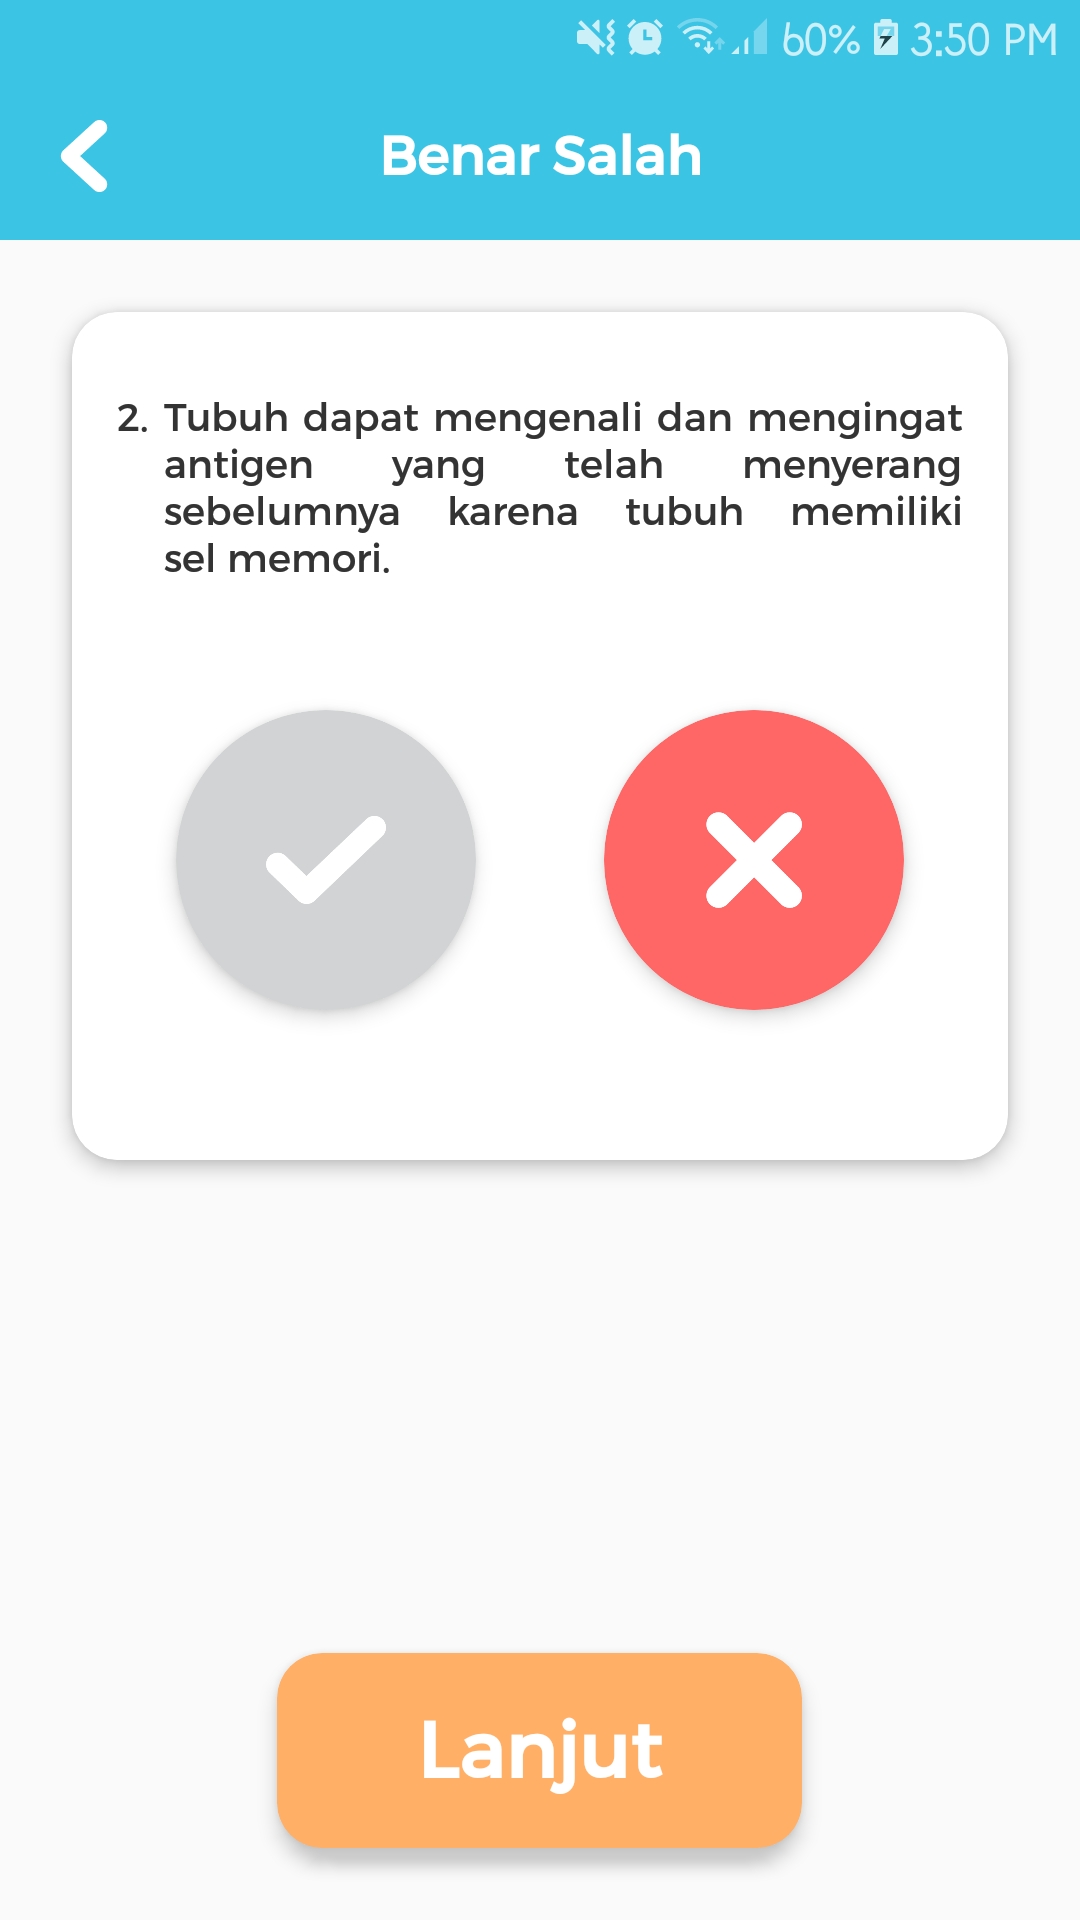 60% 3:50 PM
Benar Salah
2. Tubuh dapat mengenali dan mengingat
antigen yang telah menyerang
sebelumnya karena tubuh memiliki
sel memori.
Lanjut